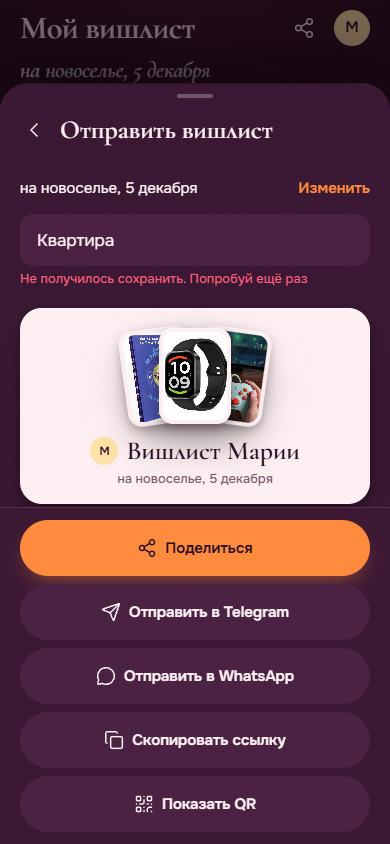 Мой вишлист
М
на новоселье, 5 декабря
Отправить вишлист
на новоселье, 5 декабря
Изменить
Квартира
Не получилось сохранить. Попробуй ещё раз
10
09
М
Вишлист Марии
на новоселье, 5 декабря
Поделиться
Отправить в Telegram
Отправить в WhatsApp
Скопировать ссылку
Показать QR